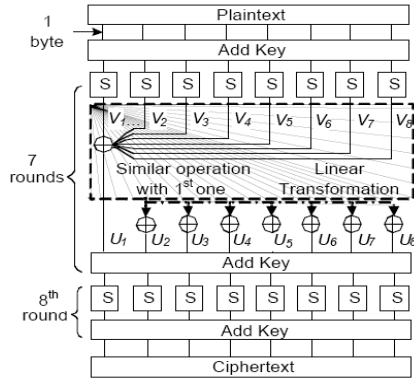 Plaintext
1
byte
Add Key
S S S S S S S S
V1... V2 V3 V4 V5 V6 V7 V8
7
rounds
Similar operation Linear
with 1st one Transformation
U1 U2 U3 U4 U5 U6 U7 U8
Add Key
8th
round
S S S S S S S S
Add Key
Ciphertext